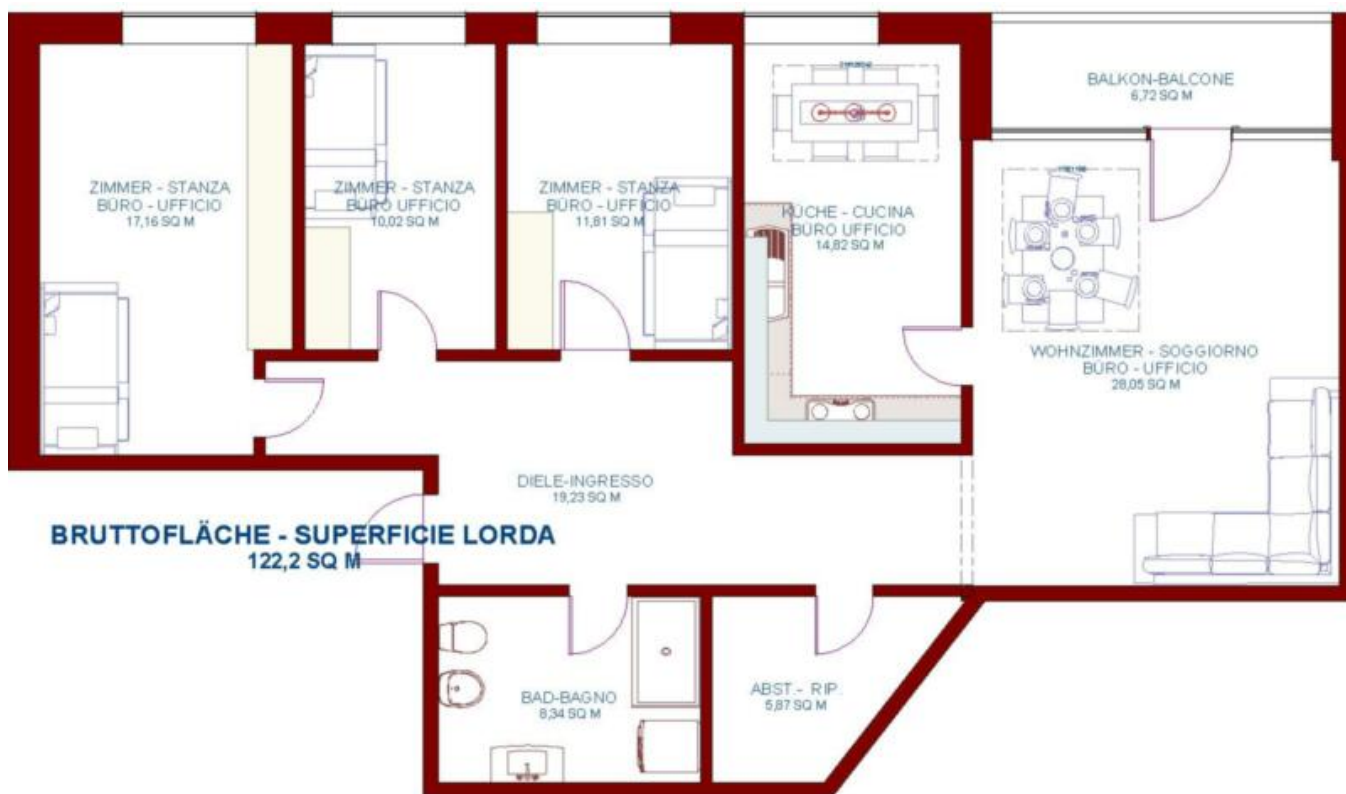 BALKON-BALCONE
6,72 SQ M
ZIMMER - STANZA
BÜRO - UFFICIO
17,16 SQ M
ZIMMER - STANZA
BÜRO UFFICIO
10,02 SQ M
ZIMMER - STANZA
BÜRO - UFFICIO
11,81 SQ M
KÜCHE - CUCINA
BÜRO UFFICIO
14,82 SQ M
WOHNZIMMER - SOGGIORNO
BÜRO - UFFICIO
28,05 SQ M
DIELE-INGRESSO
19,23 SQ M
BRUTTOFLÄCHE - SUPERFICIE LORDA
122,2 SQ M
BAD-BAGNO
8,34 SQ M
ABST.- RIP.
5,87 SQ M